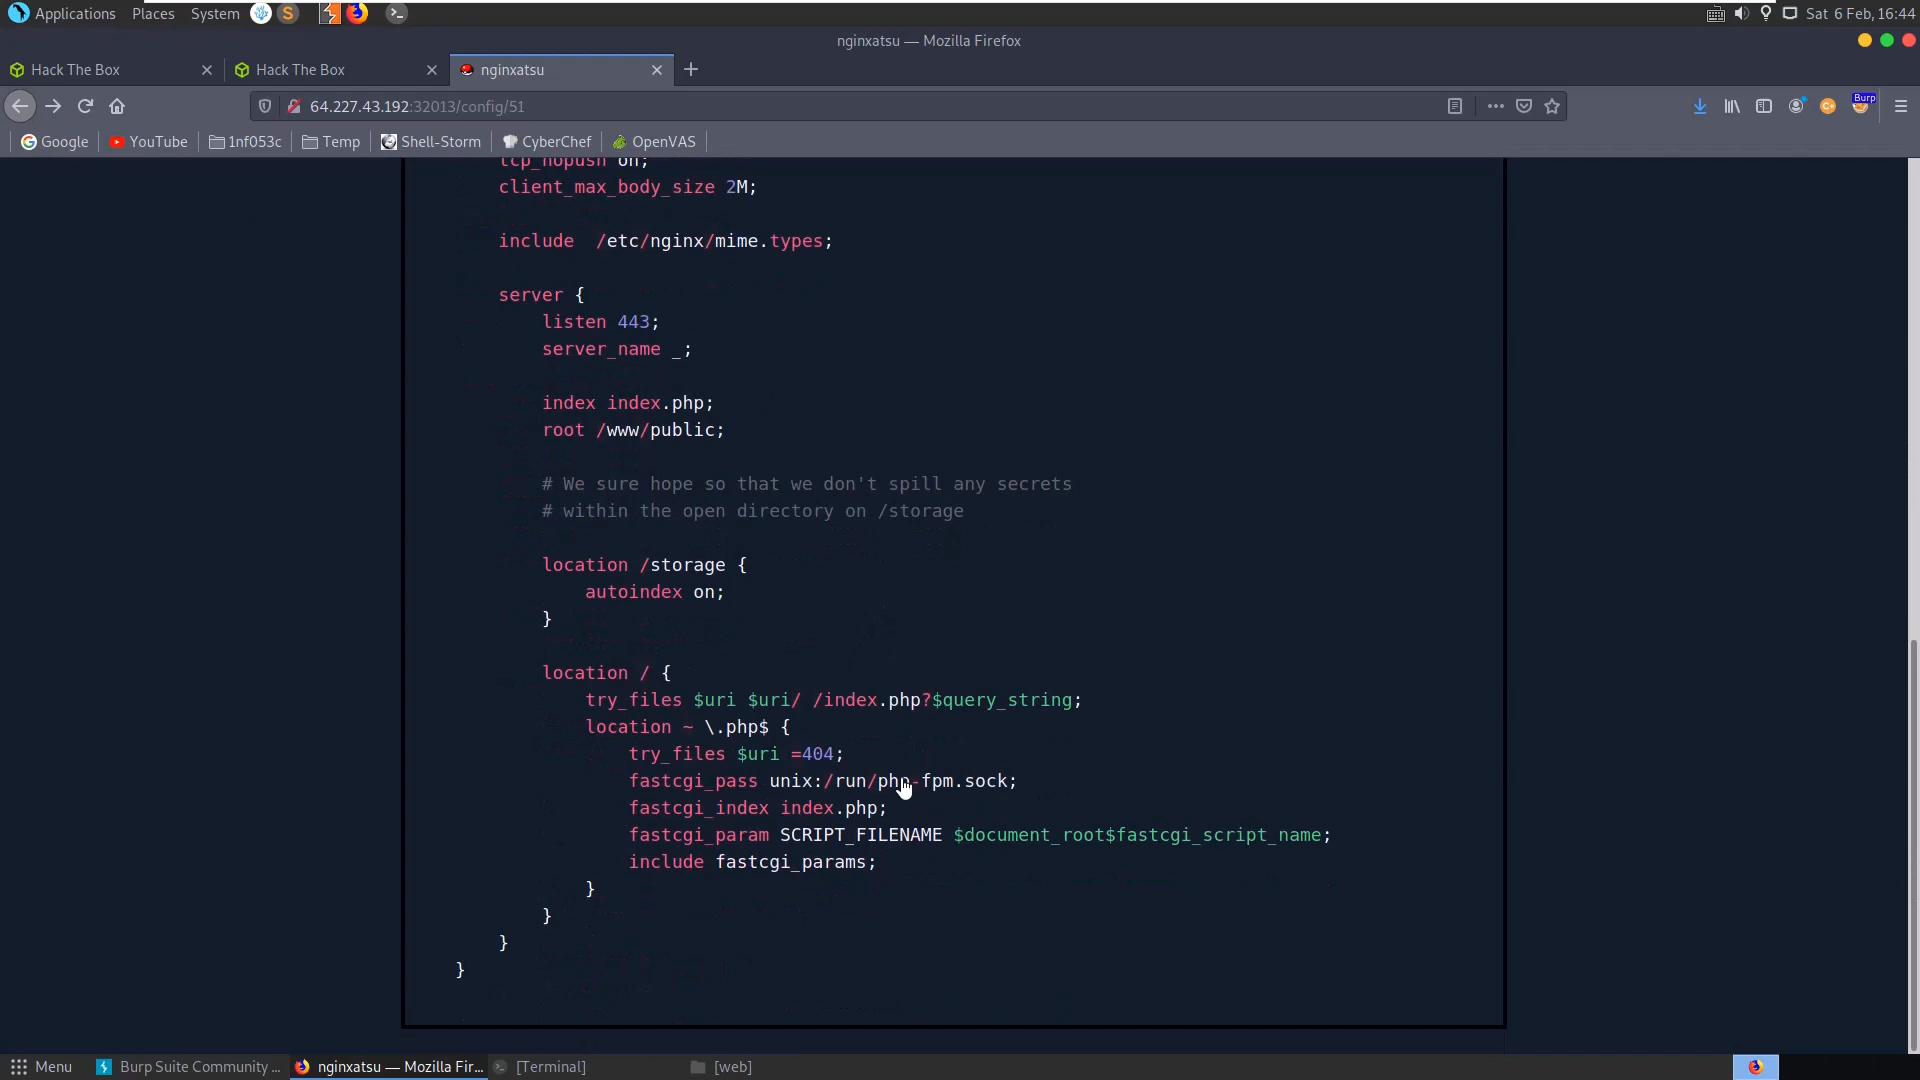 Applications Places System Sat 6 Feb, 16:44
nginxatsu — Mozilla Firefox
Hack The Box Hack The Box nginxatsu
64.227.43.192:32013/config/51 Burp
Google YouTube 1nf053c Temp Shell-Storm CyberChef OpenVAS
tcp_nopush on;
client_max_body_size 2M;
include  /etc/nginx/mime.types;
server {
listen 443;
server_name _;
index index.php;
root /www/public;
# We sure hope so that we don't spill any secrets
# within the open directory on /storage
location /storage {
autoindex on;
}
location / {
try_files $uri $uri/ /index.php?$query_string;
location ~ \.php$ {
try_files $uri =404;
fastcgi_pass unix:/run/php-fpm.sock;
fastcgi_index index.php;
fastcgi_param SCRIPT_FILENAME $document_root$fastcgi_script_name;
include fastcgi_params;
}
}
}
}
Menu Burp Suite Community ... nginxatsu — Mozilla Fir... [Terminal] [web]